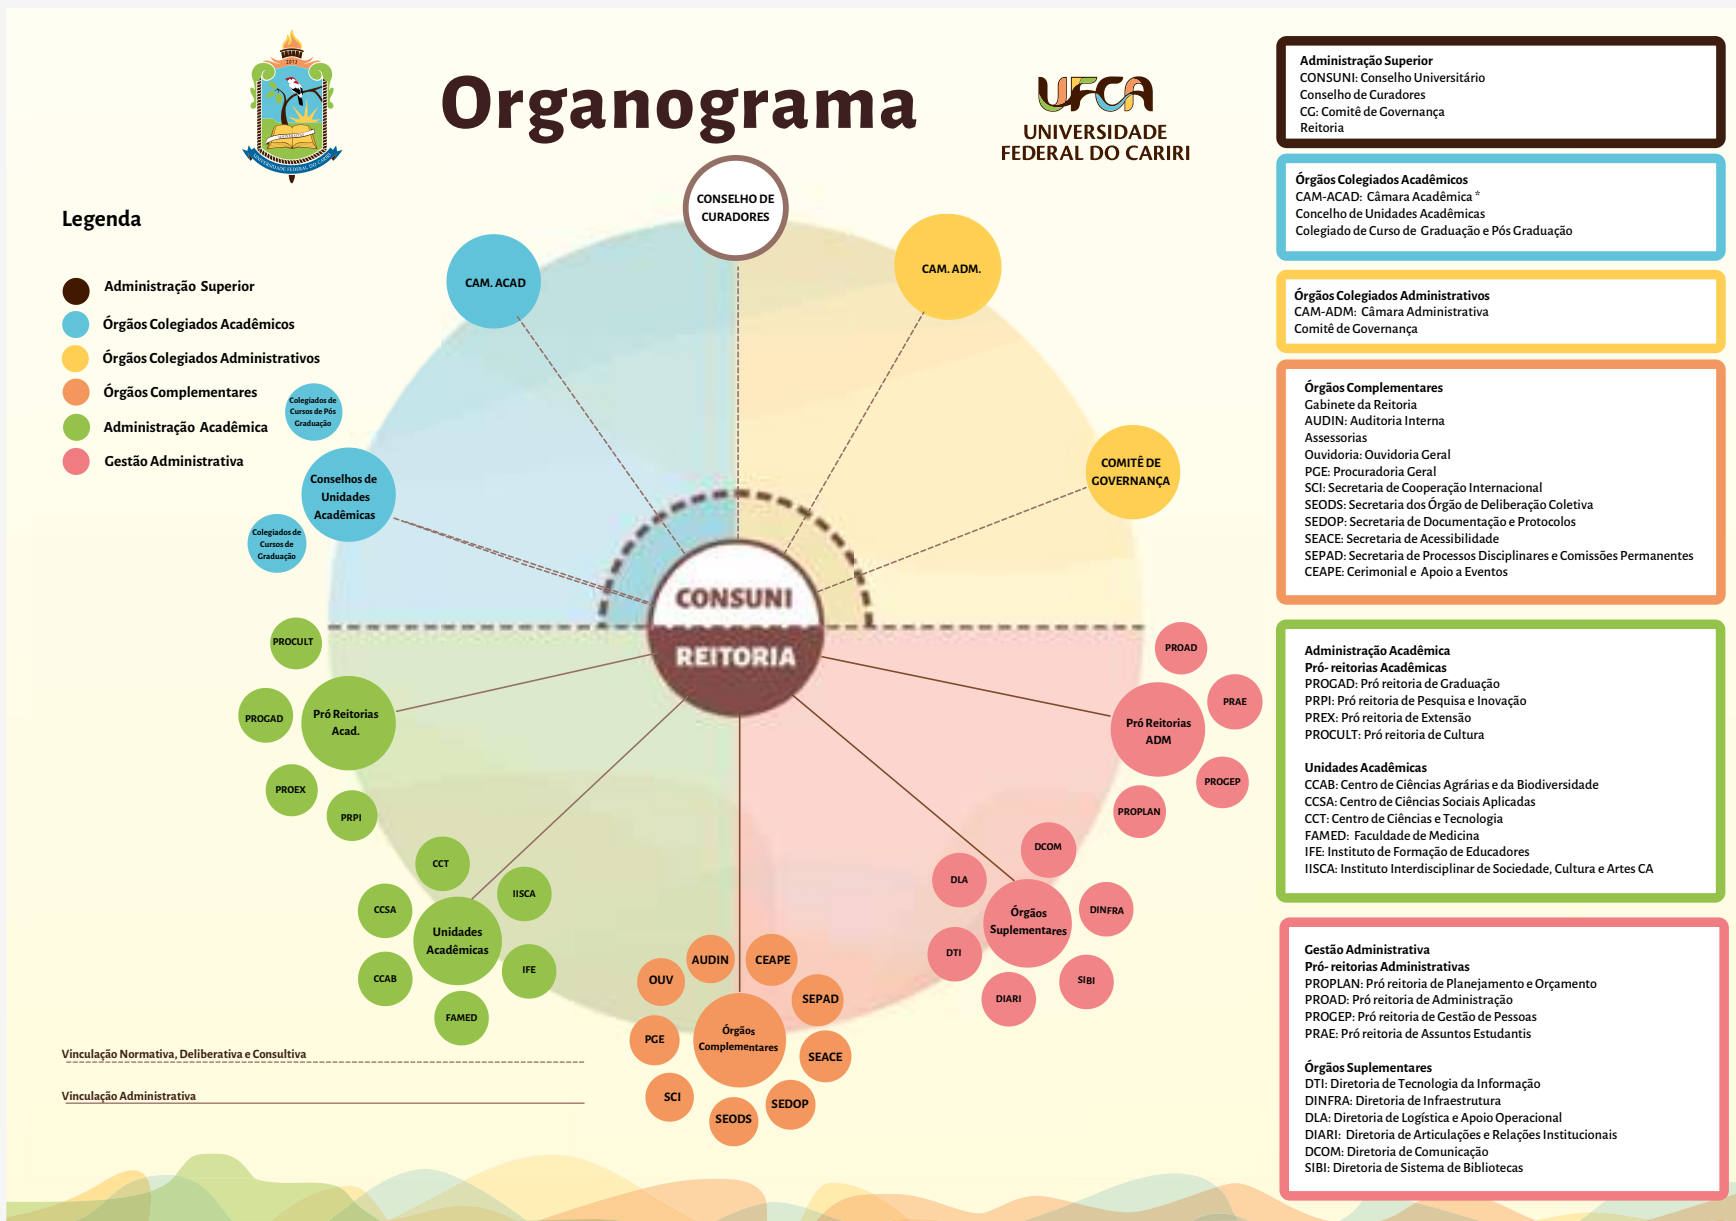 2013
UNIVERSITAS
UNIVERSIDADE FEDERAL DO CARIRI
Organograma
UFCA
UNIVERSIDADE
FEDERAL DO CARIRI
Legenda
Administração Superior
Órgãos Colegiados Acadêmicos
Órgãos Colegiados Administrativos
Órgãos Complementares
Administração Acadêmica
Gestão Administrativa
CONSELHO DE
CURADORES
CAM. ACAD
CAM. ADM.
COMITÊ DE
GOVERNANÇA
Colegiados de
Cursos de Pós
Graduação
Conselhos de
Unidades
Acadêmicas
Colegiados de
Cursos de
Graduação
CONSUNI
REITORIA
PROCULT
PROGAD
Pró Reitorias
Acad.
PROEX
PRPI
CCT
IISCA
CCSA
Unidades
Acadêmicas
CCAB
IFE
FAMED
AUDIN
CEAPE
OUV
SEPAD
PGE
Órgãos
Complementares
SEACE
SCI
SEODS
SEDOP
PROAD
PRAE
Pró Reitorias
ADM
PROGEP
PROPLAN
DCOM
DLA
DINFRA
Órgãos
Suplementares
DTI
SIBI
DIARI
Vinculação Normativa, Deliberativa e Consultiva
Vinculação Administrativa
Administração Superior
CONSUNI: Conselho Universitário
Conselho de Curadores
CG: Comitê de Governança
Reitoria
Órgãos Colegiados Acadêmicos
CAM-ACAD: Câmara Acadêmica *
Concelho de Unidades Acadêmicas
Colegiado de Curso de Graduação e Pós Graduação
Órgãos Colegiados Administrativos
CAM-ADM: Câmara Administrativa
Comitê de Governança
Órgãos Complementares
Gabinete da Reitoria
AUDIN: Auditoria Interna
Assessorias
Ouvidoria: Ouvidoria Geral
PGE: Procuradoria Geral
SCI: Secretaria de Cooperação Internacional
SEODS: Secretaria dos Órgão de Deliberação Coletiva
SEDOP: Secretaria de Documentação e Protocolos
SEACE: Secretaria de Acessibilidade
SEPAD: Secretaria de Processos Disciplinares e Comissões Permanentes
CEAPE: Cerimonial e Apoio a Eventos
Administração Acadêmica
Pró- reitorias Acadêmicas
PROGAD: Pró reitoria de Graduação
PRPI: Pró reitoria de Pesquisa e Inovação
PREX: Pró reitoria de Extensão
PROCULT: Pró reitoria de Cultura
Unidades Acadêmicas
CCAB: Centro de Ciências Agrárias e da Biodiversidade
CCSA: Centro de Ciências Sociais Aplicadas
CCT: Centro de Ciências e Tecnologia
FAMED: Faculdade de Medicina
IFE: Instituto de Formação de Educadores
IISCA: Instituto Interdisciplinar de Sociedade, Cultura e Artes CA
Gestão Administrativa
Pró- reitorias Administrativas
PROPLAN: Pró reitoria de Planejamento e Orçamento
PROAD: Pró reitoria de Administração
PROGEP: Pró reitoria de Gestão de Pessoas
PRAE: Pró reitoria de Assuntos Estudantis
Órgãos Suplementares
DTI: Diretoria de Tecnologia da Informação
DINFRA: Diretoria de Infraestrutura
DLA: Diretoria de Logística e Apoio Operacional
DIARI: Diretoria de Articulações e Relações Institucionais
DCOM: Diretoria de Comunicação
SIBI: Diretoria de Sistema de Bibliotecas